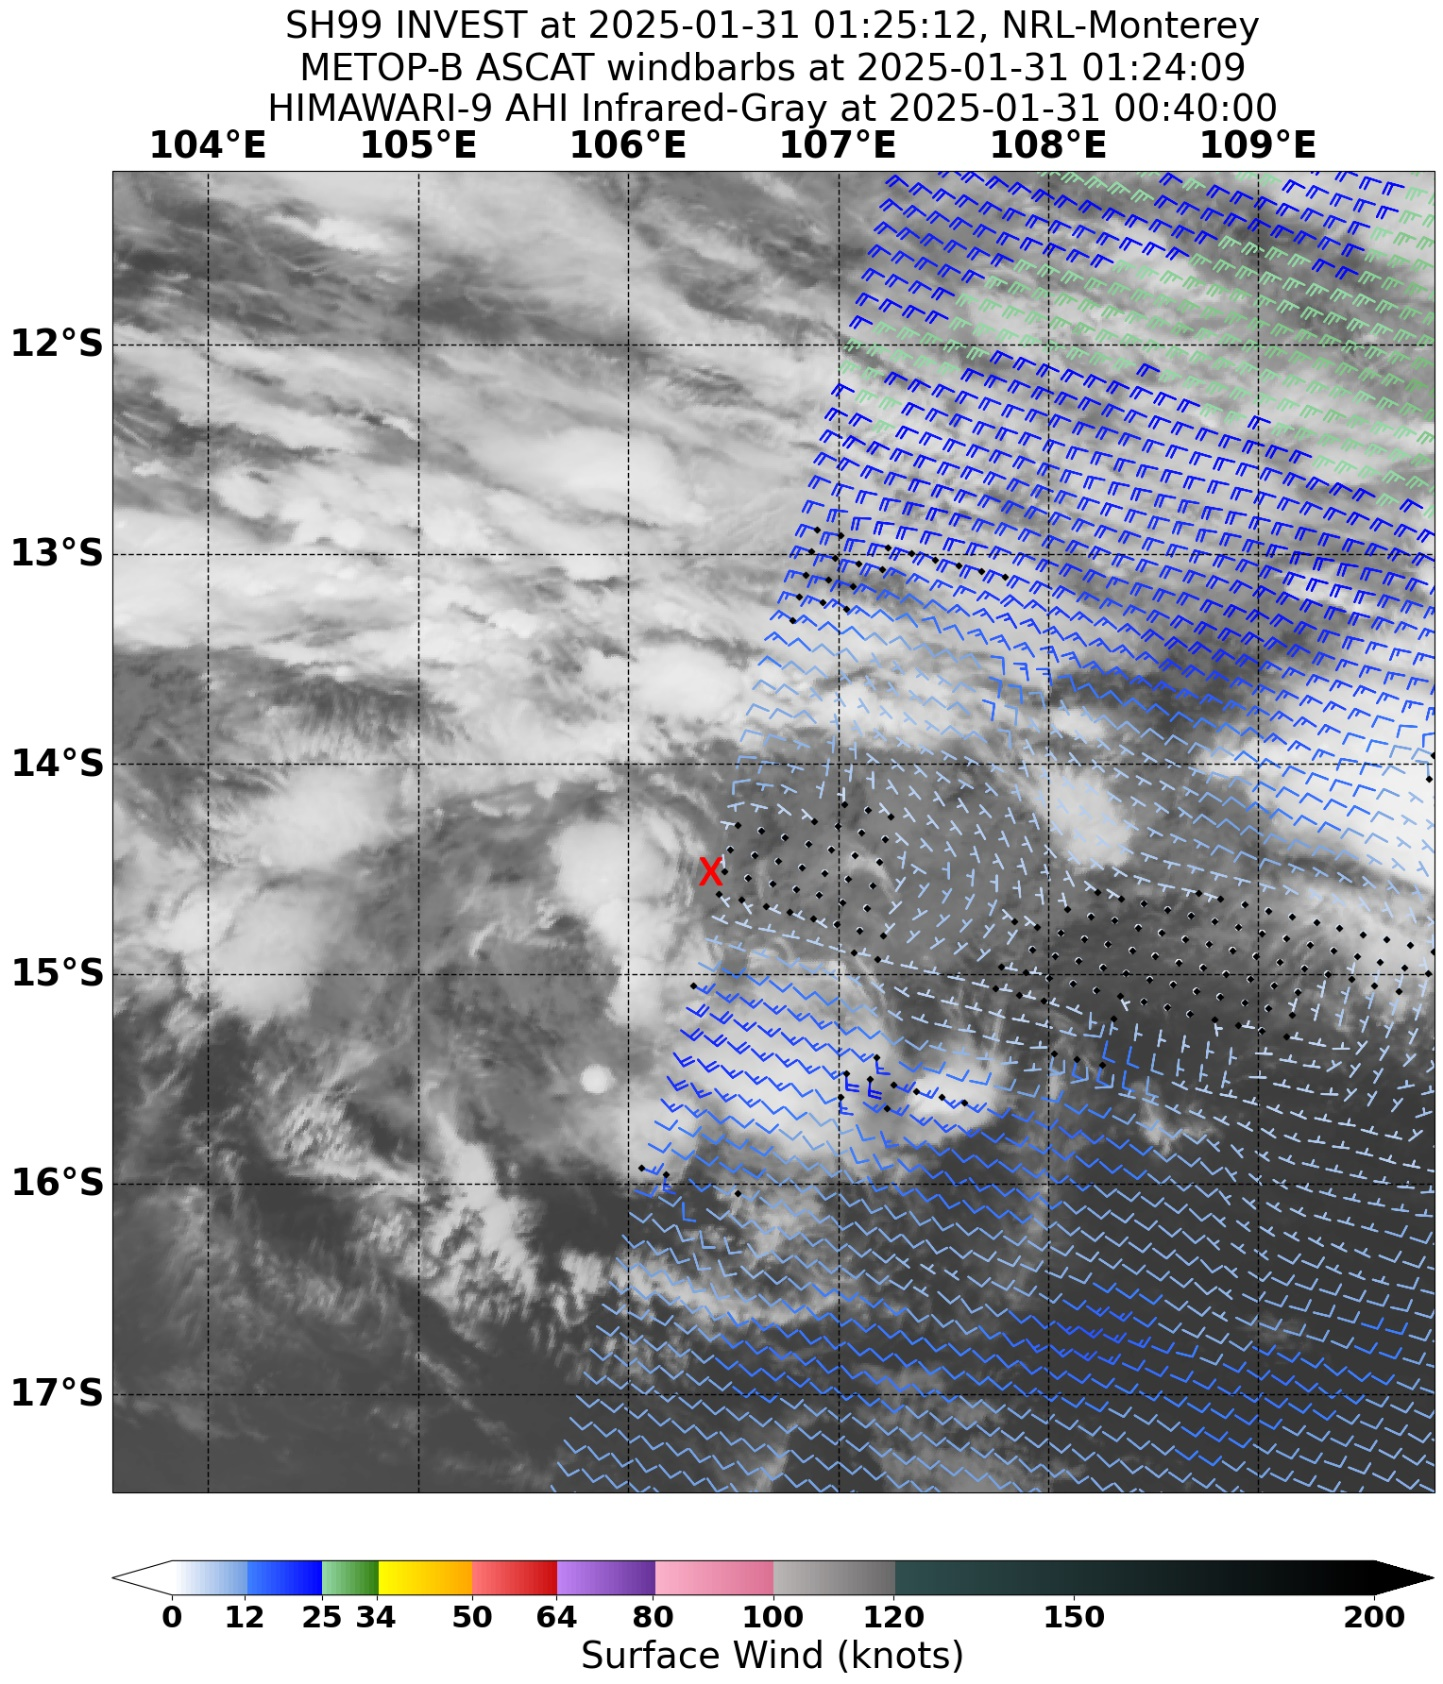 SH99 INVEST at 2025-01-31 01:25:12, NRL-Monterey
METOP-B ASCAT windbarbs at 2025-01-31 01:24:09
HIMAWARI-9 AHI Infrared-Gray at 2025-01-31 00:40:00
104°E 105°E 106°E 107°E 108°E 109°E
12°S
13°S
14°S
X
15°S
16°S
17°S
0 12 25 34 50 64 80 100 120 150 200
Surface Wind (knots)